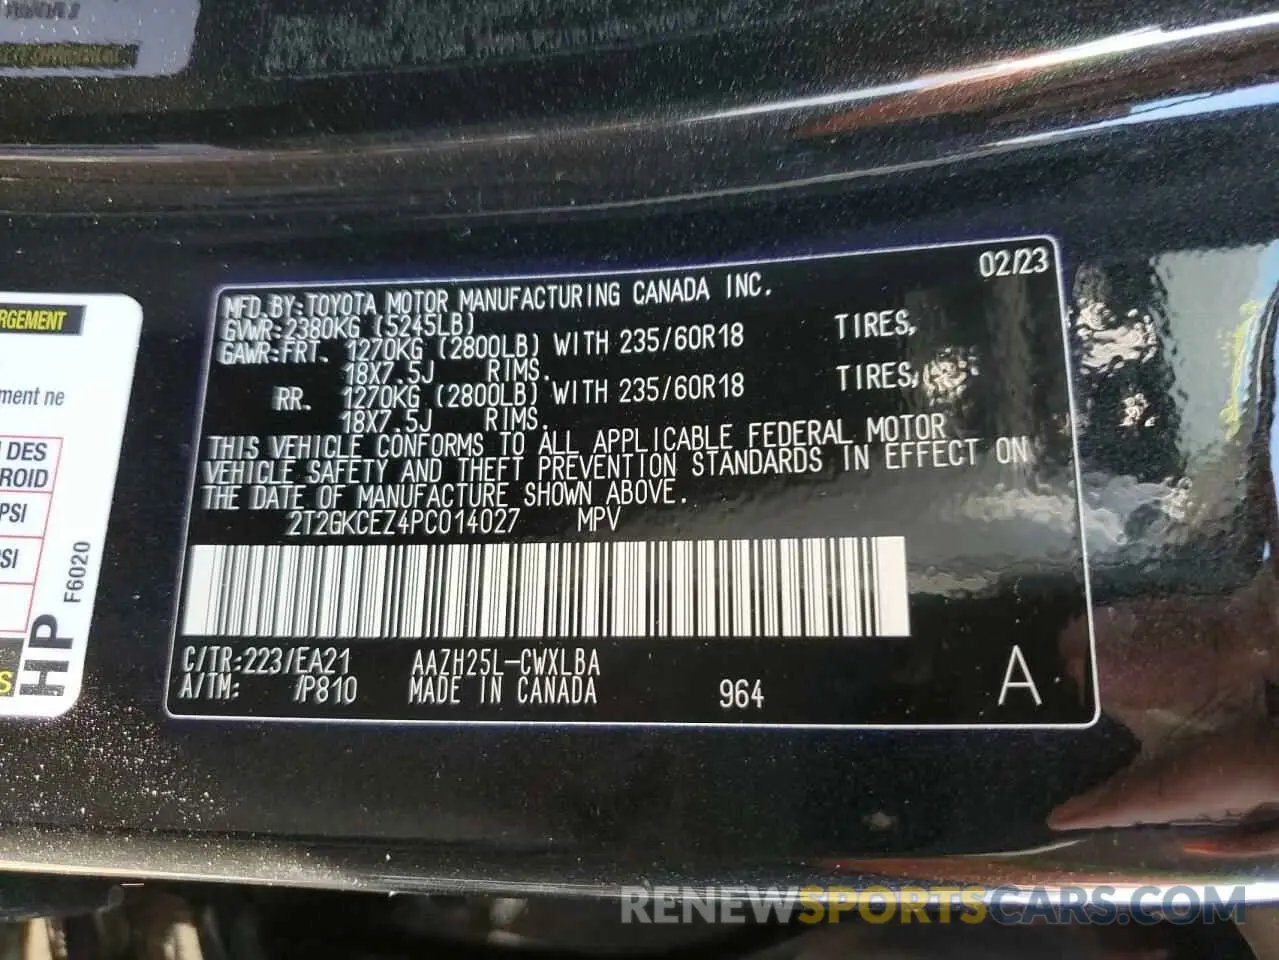 02/23
MFD.BY:TOYOTA MOTOR MANUFACTURING CANADA INC.
GVWR:2380KG (5245LB)
GAWR:FRT. 1270KG (2800LB) WITH 235/60R18 TIRES,
18X7.5J RIMS.
RR. 1270KG (2800LB) WITH 235/60R18 TIRES,
18X7.5J RIMS.
THIS VEHICLE CONFORMS TO ALL APPLICABLE FEDERAL MOTOR
VEHICLE SAFETY AND THEFT PREVENTION STANDARDS IN EFFECT ON
THE DATE OF MANUFACTURE SHOWN ABOVE.
2T2GKCEZ4PC014027 MPV
C/TR:223/EA21 AAZH25L-CWXLBA
A/TM: /P810 MADE IN CANADA 964 A
RGEMENT
ment ne
DES
ROID
PSI
SI
F6020
HP
S
RENEWSPORTSCARS.COM